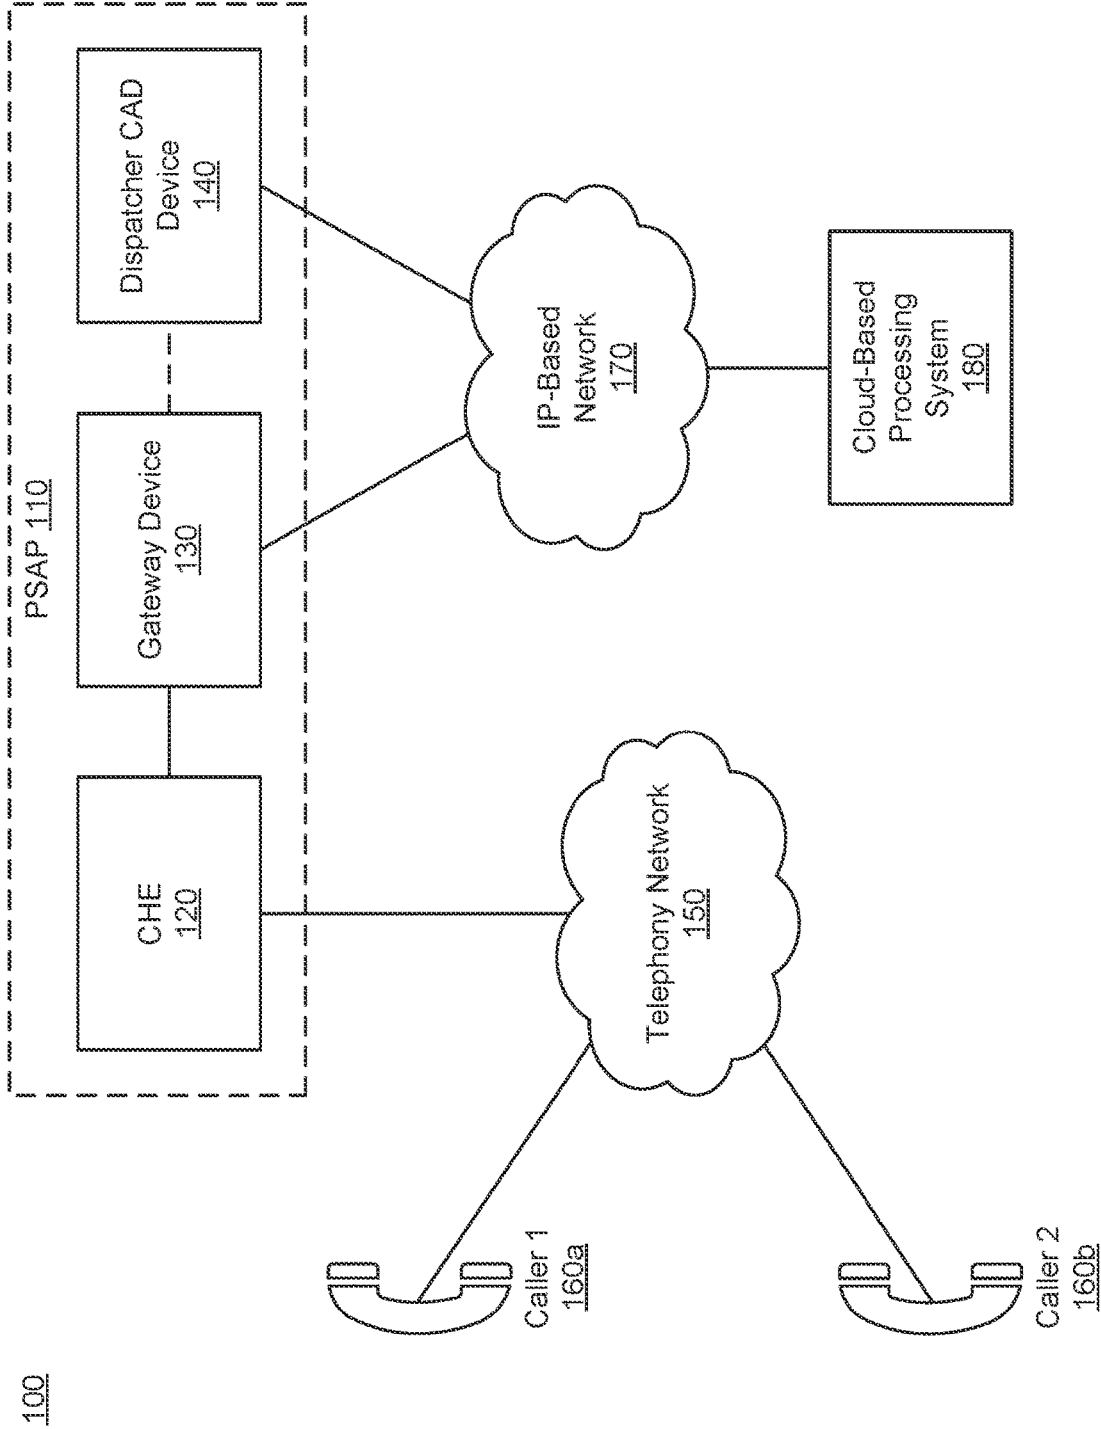 100
PSAP 110
CHE
120
Gateway Device
130
Dispatcher CAD
Device
140
Caller 1
160a
Telephony Network
150
IP-Based
Network
170
Caller 2
160b
Cloud-Based
Processing
System
180